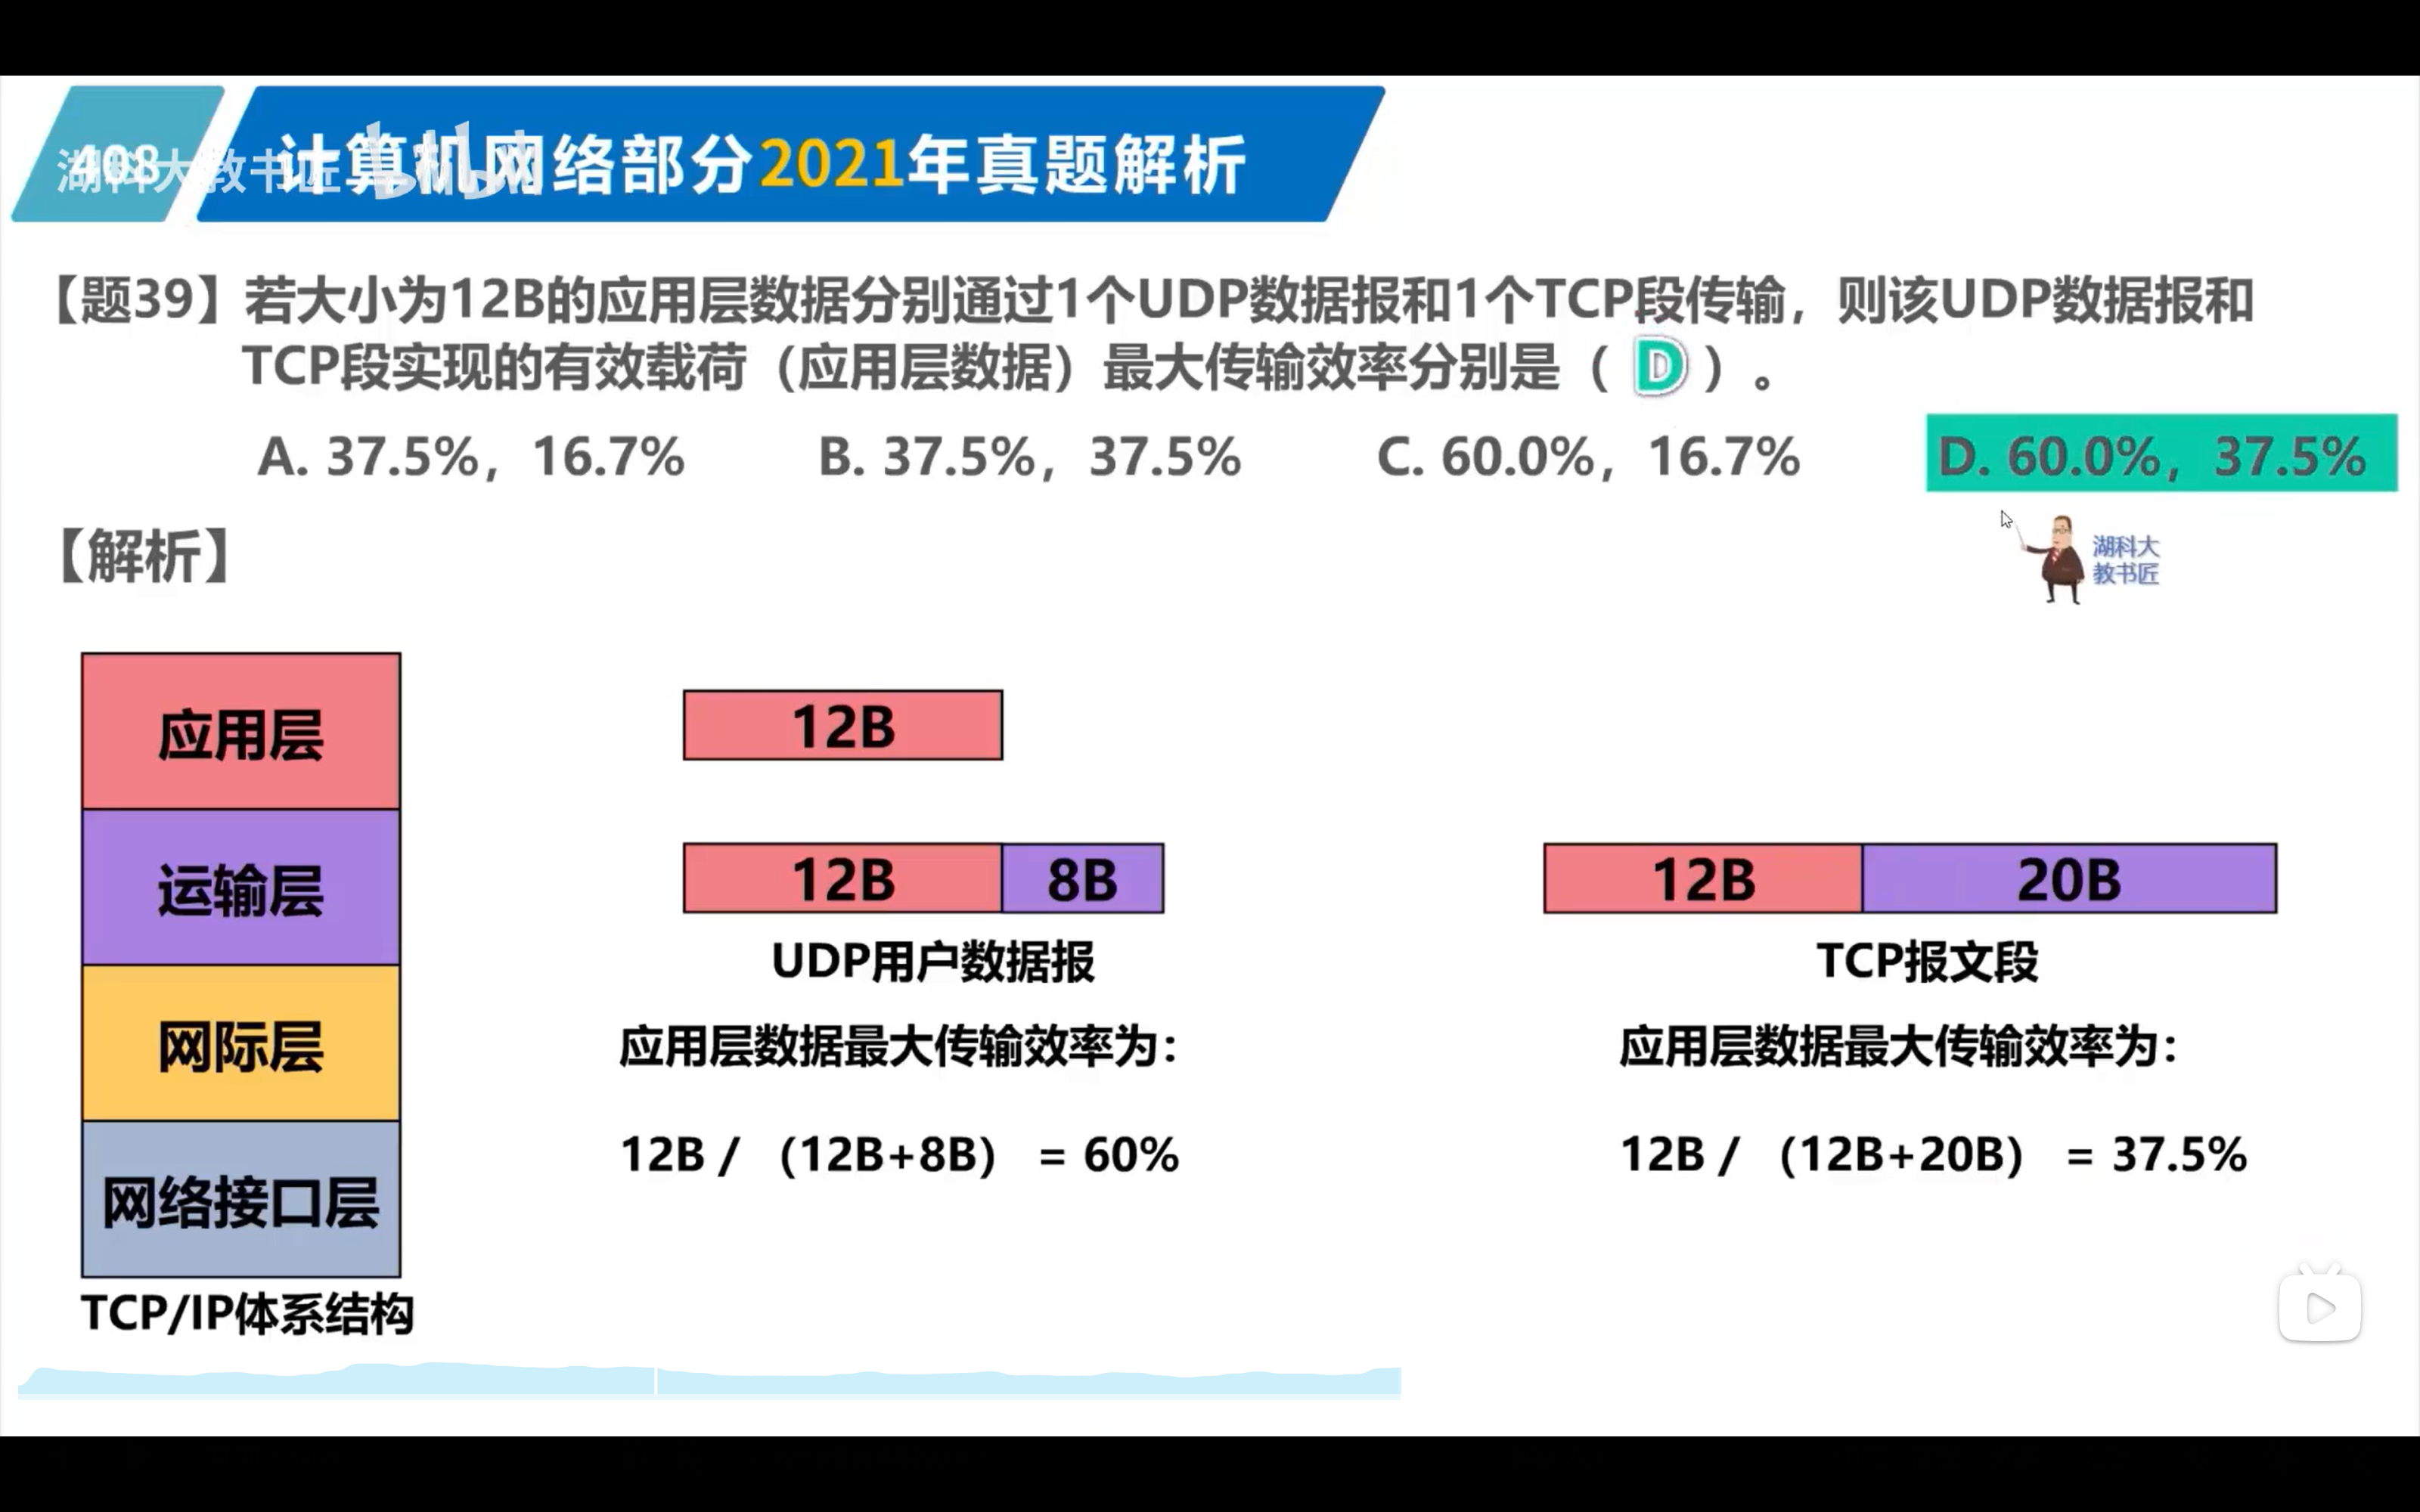 408
计算机网络部分2021年真题解析
湖科大教书匠
bilibili
【题39】若大小为12B的应用层数据分别通过1个UDP数据报和1个TCP段传输，则该UDP数据报和
TCP段实现的有效载荷（应用层数据）最大传输效率分别是（ D ）。
A. 37.5%，16.7%
B. 37.5%，37.5%
C. 60.0%，16.7%
D. 60.0%，37.5%
湖科大
教书匠
【解析】
应用层
运输层
网际层
网络接口层
TCP/IP体系结构
12B
12B
8B
UDP用户数据报
应用层数据最大传输效率为：
12B / （12B+8B） = 60%
12B
20B
TCP报文段
应用层数据最大传输效率为：
12B / （12B+20B） = 37.5%